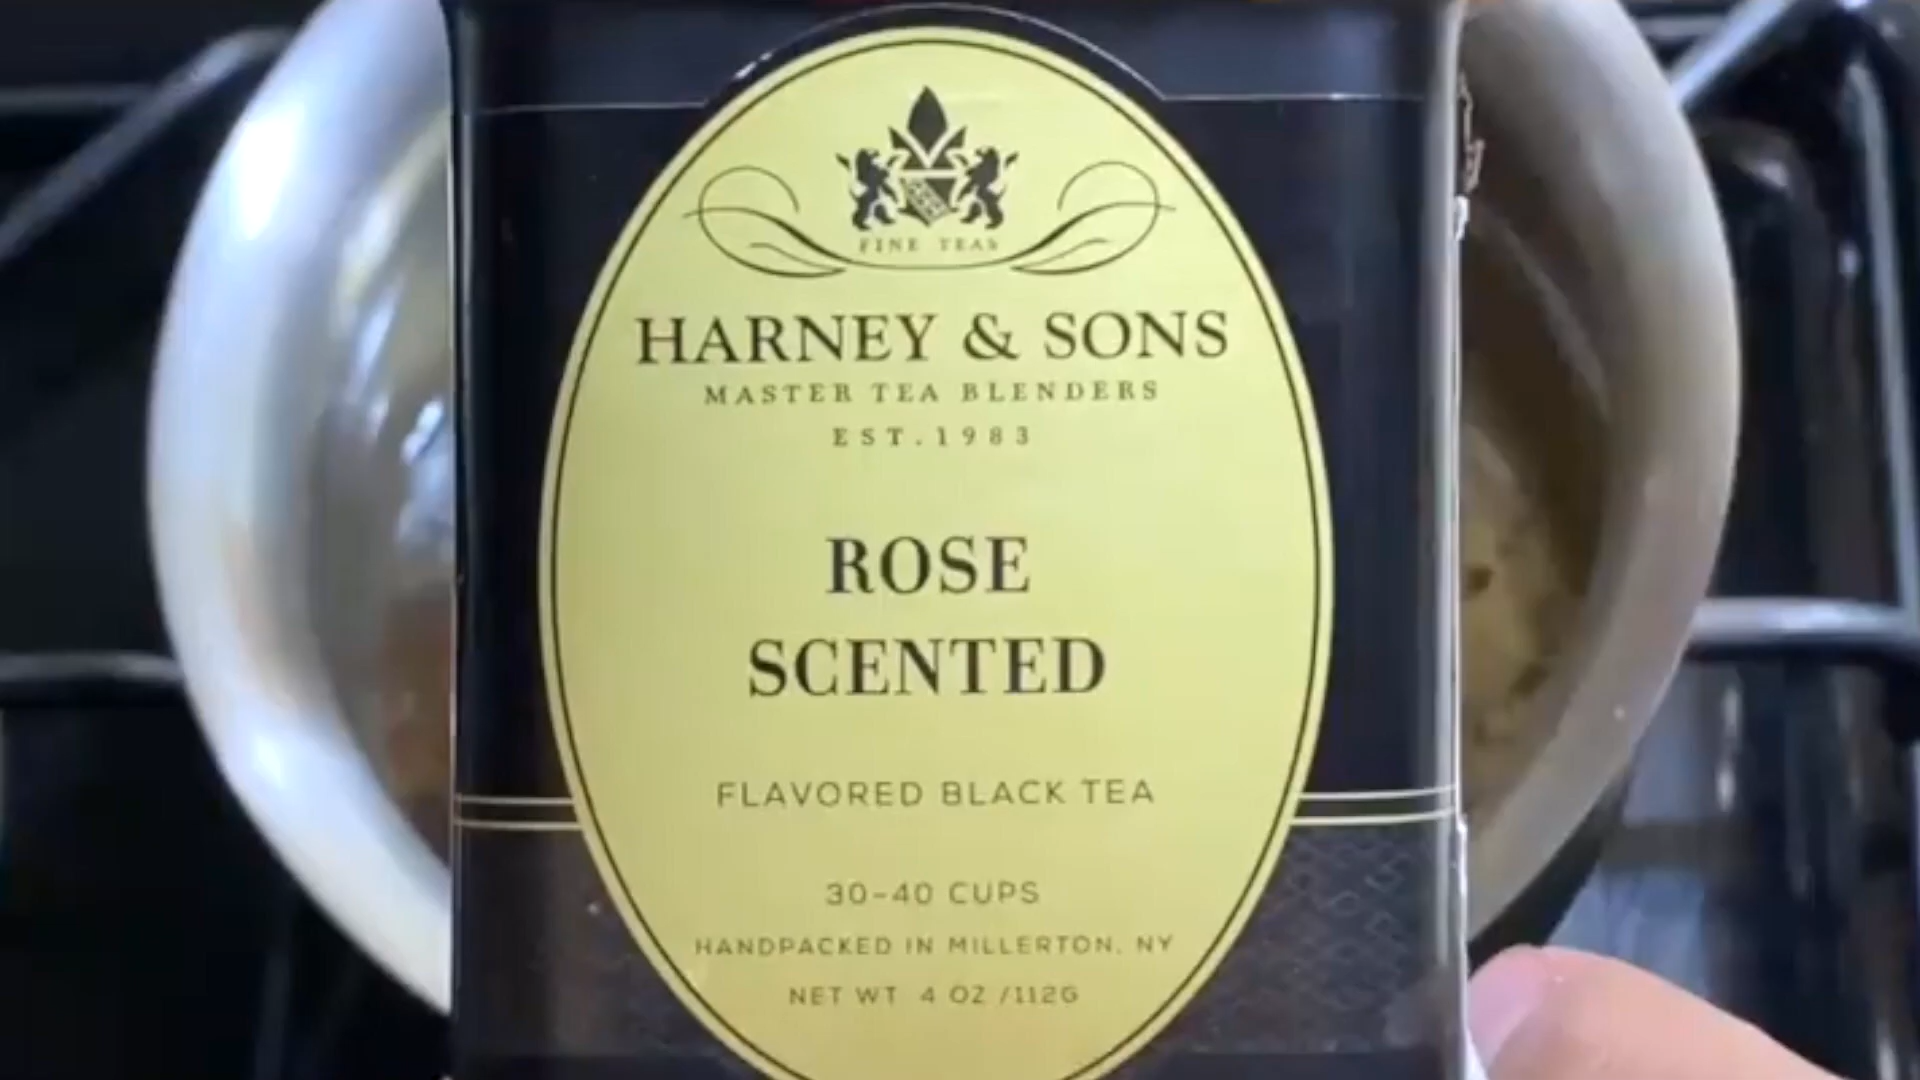 FINE TEAS
HARNEY & SONS
MASTER TEA BLENDERS
EST. 1983
ROSE
SCENTED
FLAVORED BLACK TEA
30-40 CUPS
HANDPACKED IN MILLERTON, NY
NET WT 4 OZ /112G